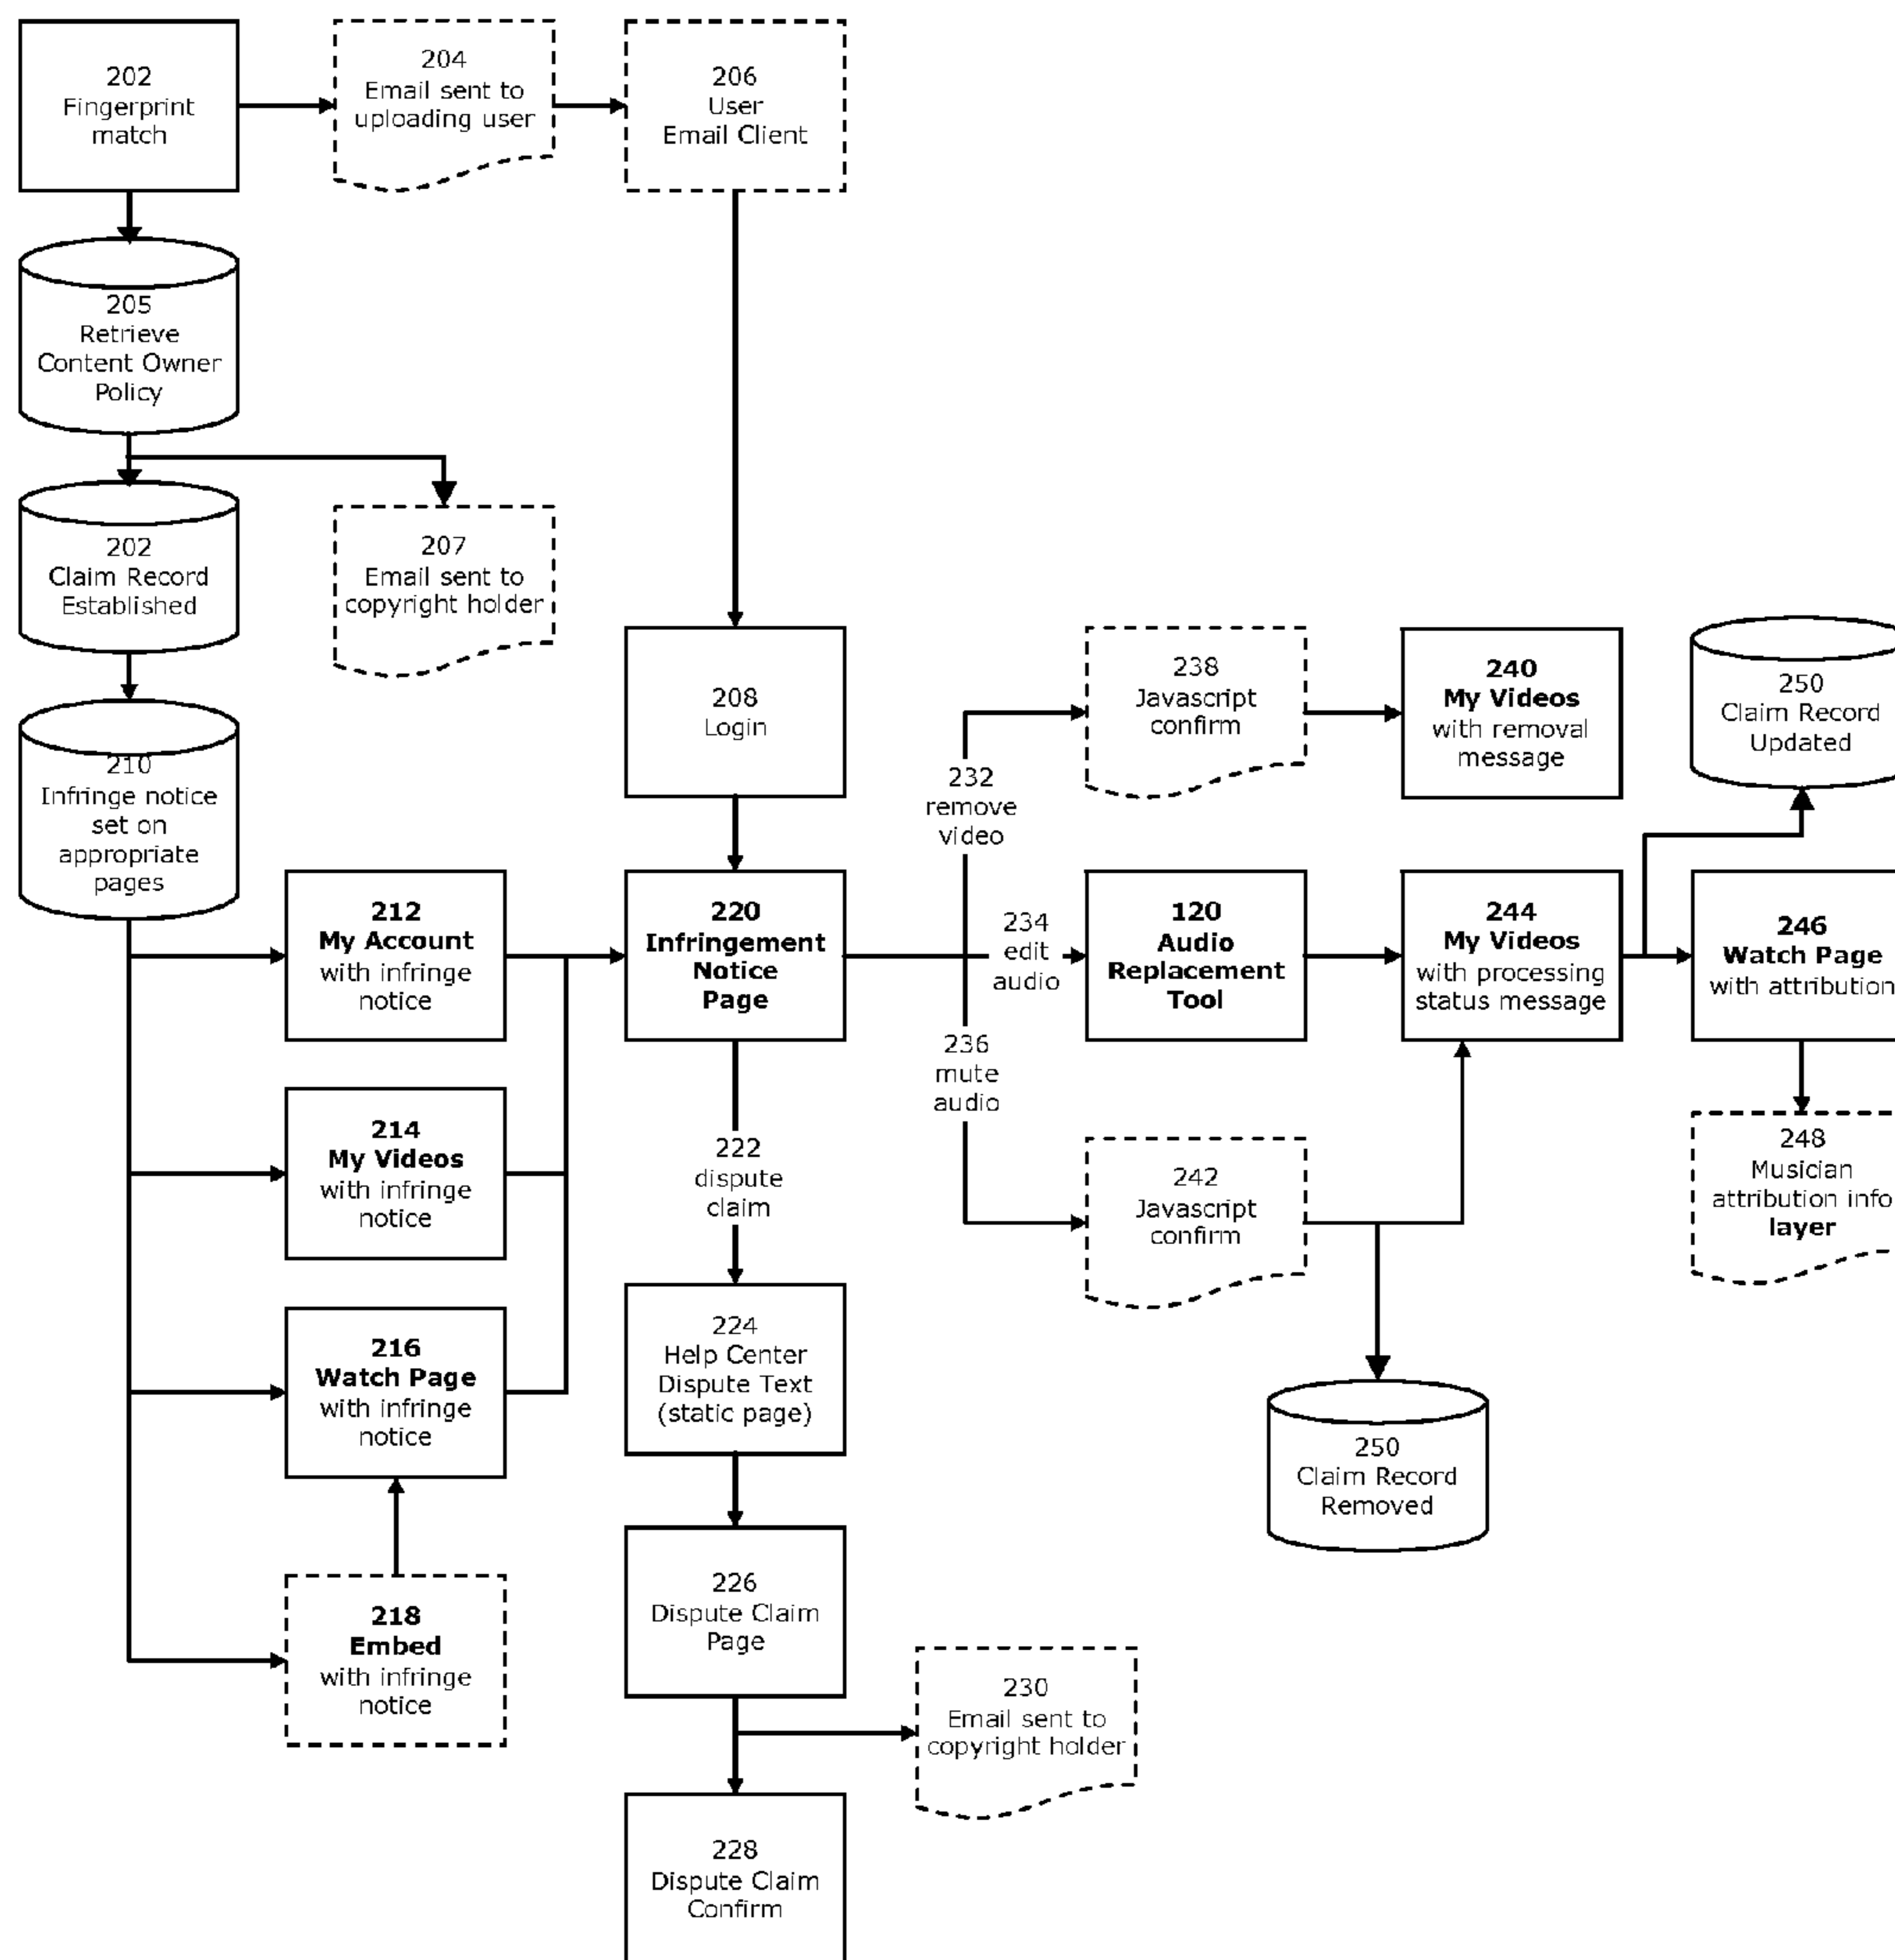 202
Fingerprint
match
204
Email sent to
uploading user
206
User
Email Client
205
Retrieve
Content Owner
Policy
202
Claim Record
Established
207
Email sent to
copyright holder
210
Infringe notice
set on
appropriate
pages
208
Login
212
My Account
with infringe
notice
214
My Videos
with infringe
notice
216
Watch Page
with infringe
notice
218
Embed
with infringe
notice
220
Infringement
Notice
Page
222
dispute
claim
224
Help Center
Dispute Text
(static page)
226
Dispute Claim
Page
230
Email sent to
copyright holder
228
Dispute Claim
Confirm
232
remove
video
234
edit
audio
236
mute
audio
238
Javascript
confirm
240
My Videos
with removal
message
120
Audio
Replacement
Tool
244
My Videos
with processing
status message
242
Javascript
confirm
250
Claim Record
Removed
250
Claim Record
Updated
246
Watch Page
with attribution
248
Musician
attribution info
layer